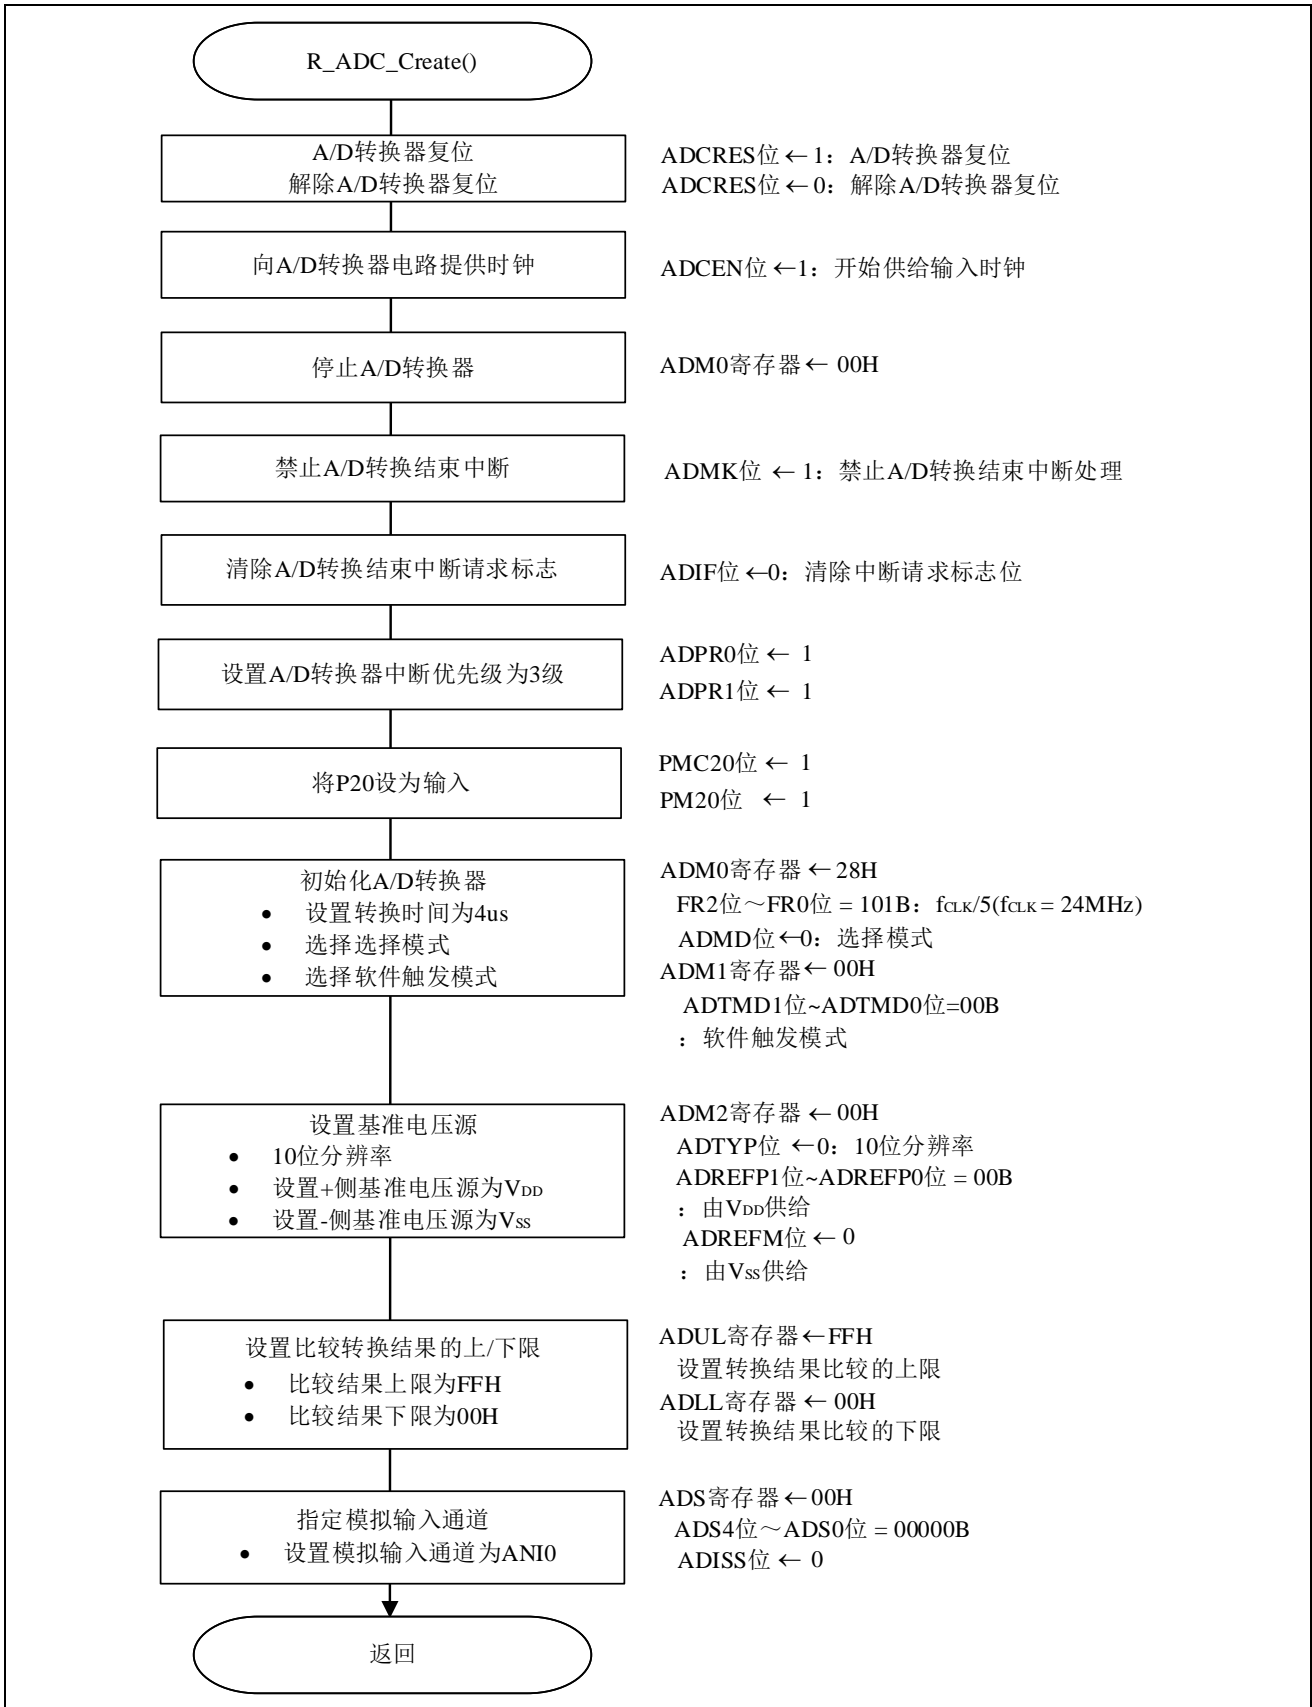 R_ADC_Create()
A/D转换器复位
解除A/D转换器复位
ADCRES位←1：A/D转换器复位
ADCRES位←0：解除A/D转换器复位
向A/D转换器电路提供时钟
ADCEN位←1：开始供给输入时钟
停止A/D转换器
ADM0寄存器← 00H
禁止A/D转换结束中断
ADMK位 ← 1：禁止A/D转换结束中断处理
清除A/D转换结束中断请求标志
ADIF位←0：清除中断请求标志位
设置A/D转换器中断优先级为3级
ADPR0位 ← 1
ADPR1位 ← 1
将P20设为输入
PMC20位 ← 1
PM20位 ← 1
初始化A/D转换器
• 设置转换时间为4us
• 选择选择模式
• 选择软件触发模式
ADM0寄存器←28H
FR2位～FR0位 = 101B：fCLK/5(fCLK = 24MHz)
ADMD位←0：选择模式
ADM1寄存器← 00H
ADTMD1位~ADTMD0位=00B
：软件触发模式
设置基准电压源
• 10位分辨率
• 设置+侧基准电压源为VDD
• 设置-侧基准电压源为Vss
ADM2寄存器←00H
ADTYP位 ←0：10位分辨率
ADREFP1位~ADREFP0位 = 00B
：由VDD供给
ADREFM位← 0
：由Vss供给
设置比较转换结果的上/下限
• 比较结果上限为FFH
• 比较结果下限为00H
ADUL寄存器←FFH
设置转换结果比较的上限
ADLL寄存器← 00H
设置转换结果比较的下限
指定模拟输入通道
• 设置模拟输入通道为ANI0
ADS寄存器←00H
ADS4位～ADS0位 = 00000B
ADISS位 ← 0
返回